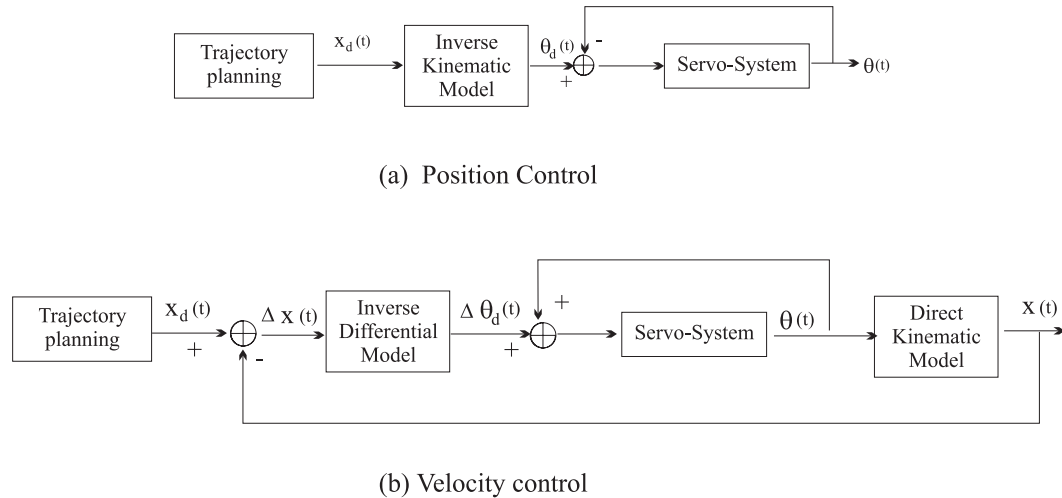 Trajectory
planning
x_d (t)
Inverse
Kinematic
Model
θ_d (t)
-
+
Servo-System
θ(t)
(a) Position Control
Trajectory
planning
x_d (t)
+
-
Δ x (t)
Inverse
Differential
Model
Δ θ_d (t)
+
+
Servo-System
θ(t)
Direct
Kinematic
Model
x (t)
(b) Velocity control